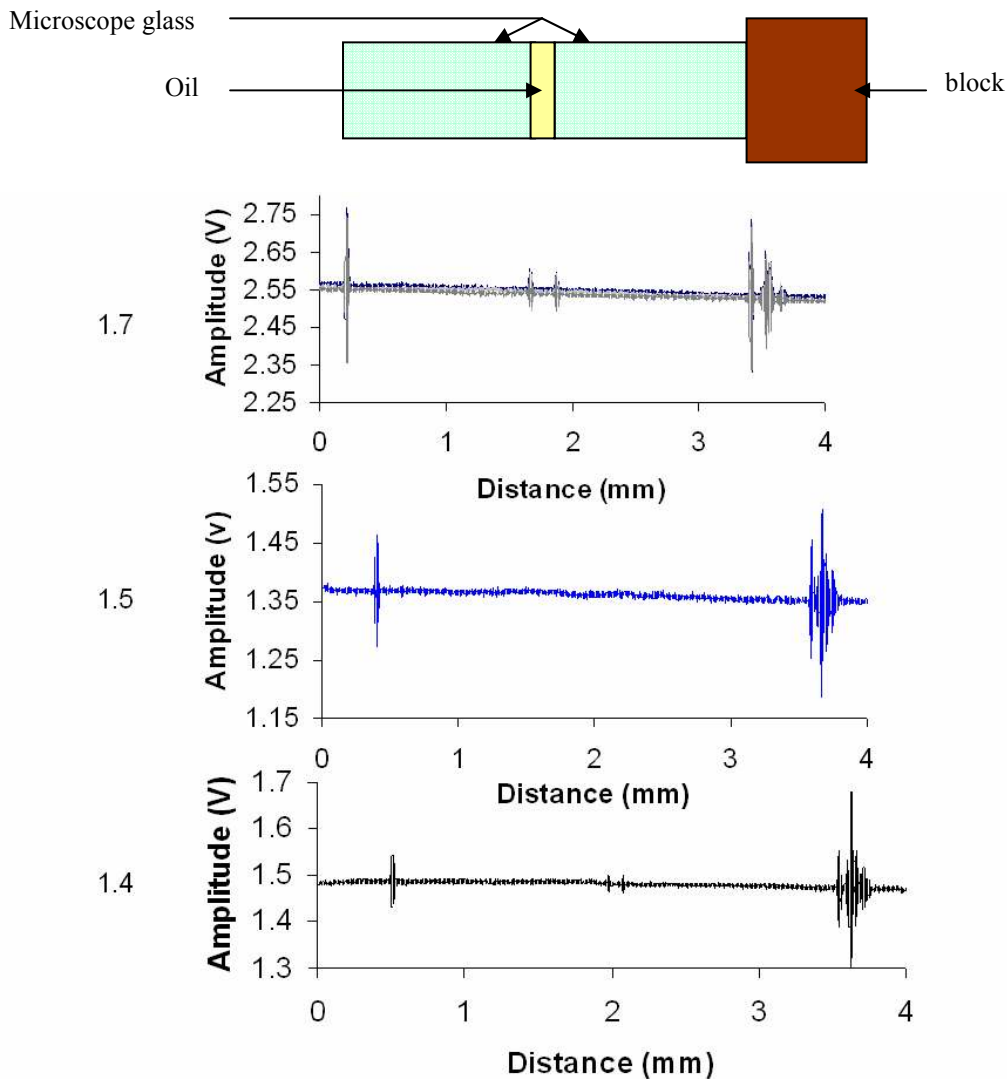 Microscope glass
Oil
block
1.7
Amplitude (V)
2.75
2.65
2.55
2.45
2.35
2.25
0 1 2 3 4
Distance (mm)
1.5
Amplitude (v)
1.55
1.45
1.35
1.25
1.15
0 1 2 3 4
Distance (mm)
1.4
Amplitude (V)
1.7
1.6
1.5
1.4
1.3
0 1 2 3 4
Distance (mm)